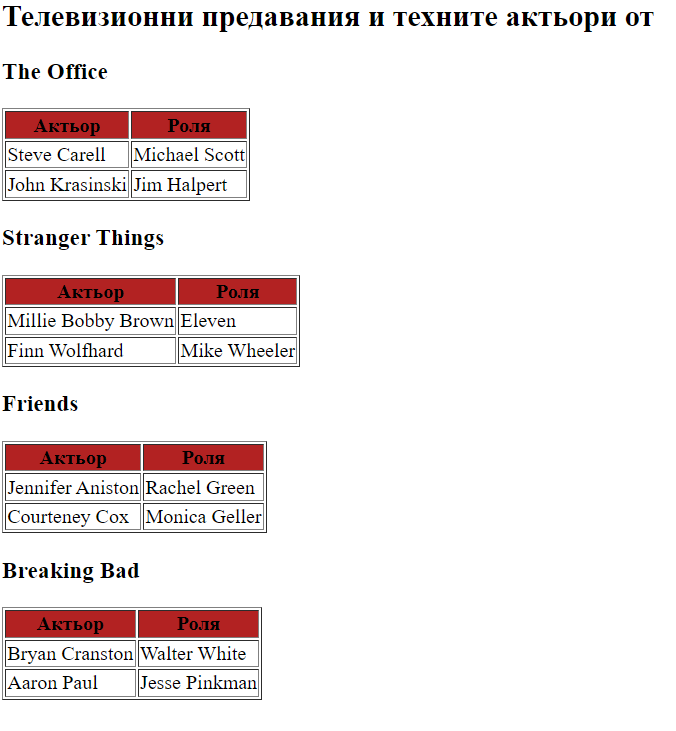 Телевизионни предавания и техните актьори от
The Office
Актьор Роля
Steve Carell Michael Scott
John Krasinski Jim Halpert
Stranger Things
Актьор Роля
Millie Bobby Brown Eleven
Finn Wolfhard Mike Wheeler
Friends
Актьор Роля
Jennifer Aniston Rachel Green
Courteney Cox Monica Geller
Breaking Bad
Актьор Роля
Bryan Cranston Walter White
Aaron Paul Jesse Pinkman